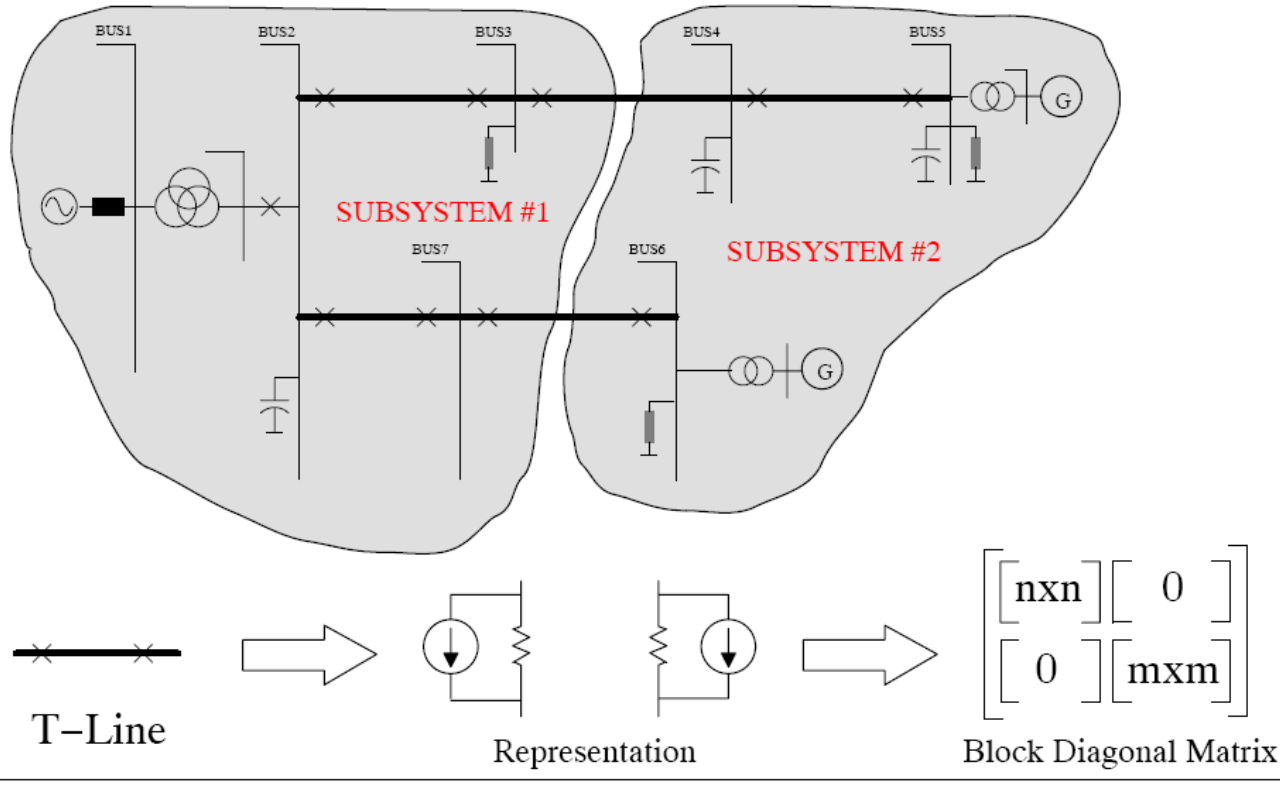 BUS1
BUS2
BUS3
BUS4
BUS5
G
SUBSYSTEM #1
SUBSYSTEM #2
BUS7
BUS6
G
nxn
0
0
mxm
T-Line
Representation
Block Diagonal Matrix